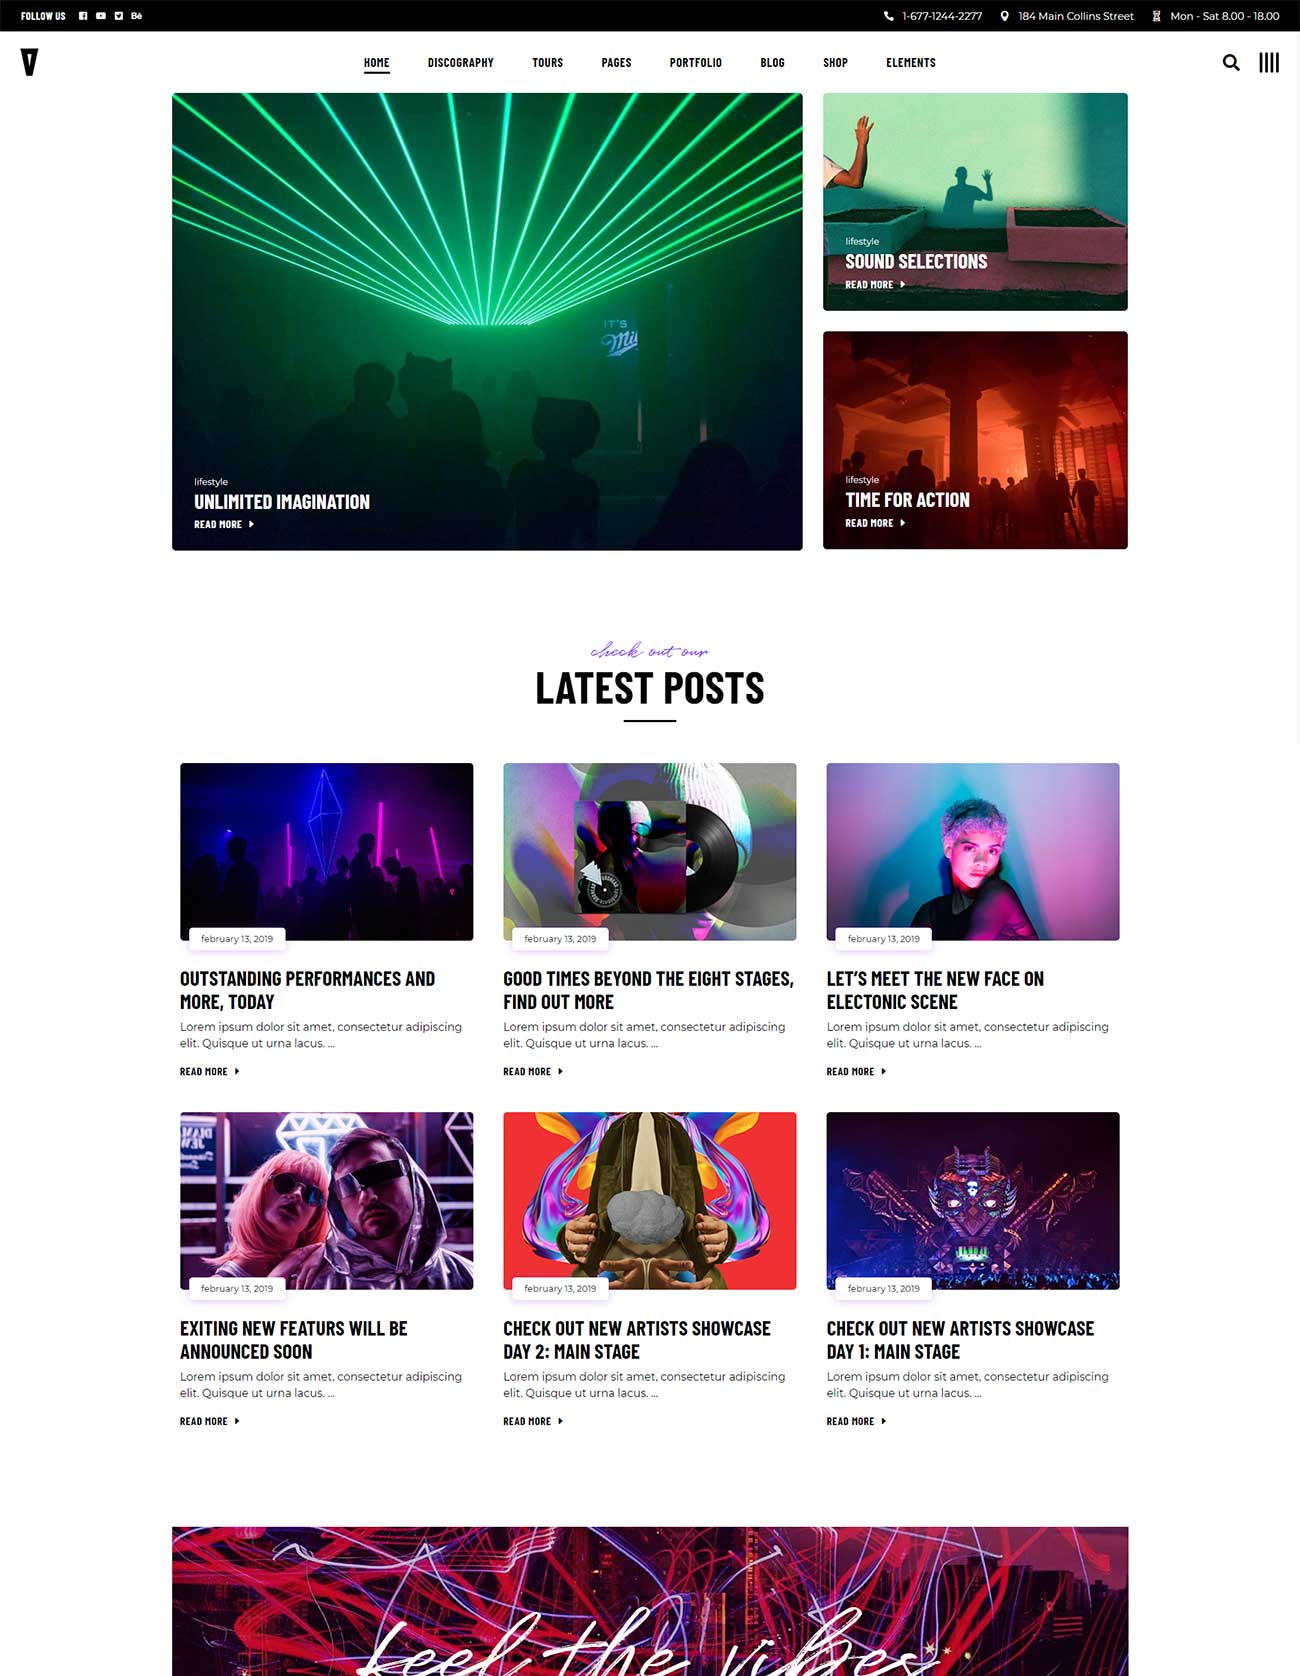 FOLLOW US
1-677-1244-2277
184 Main Collins Street
Mon - Sat 8.00 - 18.00
HOME
DISCOGRAPHY
TOURS
PAGES
PORTFOLIO
BLOG
SHOP
ELEMENTS
IT'S
lifestyle
UNLIMITED IMAGINATION
READ MORE
lifestyle
SOUND SELECTIONS
READ MORE
lifestyle
TIME FOR ACTION
READ MORE
check out our
LATEST POSTS
february 13, 2019
OUTSTANDING PERFORMANCES AND
MORE, TODAY
Lorem ipsum dolor sit amet, consectetur adipiscing
elit. Quisque ut urna lacus. ...
READ MORE
february 13, 2019
GOOD TIMES BEYOND THE EIGHT STAGES,
FIND OUT MORE
Lorem ipsum dolor sit amet, consectetur adipiscing
elit. Quisque ut urna lacus. ...
READ MORE
february 13, 2019
LET'S MEET THE NEW FACE ON
ELECTONIC SCENE
Lorem ipsum dolor sit amet, consectetur adipiscing
elit. Quisque ut urna lacus. ...
READ MORE
february 13, 2019
EXITING NEW FEATURS WILL BE
ANNOUNCED SOON
Lorem ipsum dolor sit amet, consectetur adipiscing
elit. Quisque ut urna lacus. ...
READ MORE
february 13, 2019
CHECK OUT NEW ARTISTS SHOWCASE
DAY 2: MAIN STAGE
Lorem ipsum dolor sit amet, consectetur adipiscing
elit. Quisque ut urna lacus. ...
READ MORE
february 13, 2019
CHECK OUT NEW ARTISTS SHOWCASE
DAY 1: MAIN STAGE
Lorem ipsum dolor sit amet, consectetur adipiscing
elit. Quisque ut urna lacus. ...
READ MORE
feel the vibes